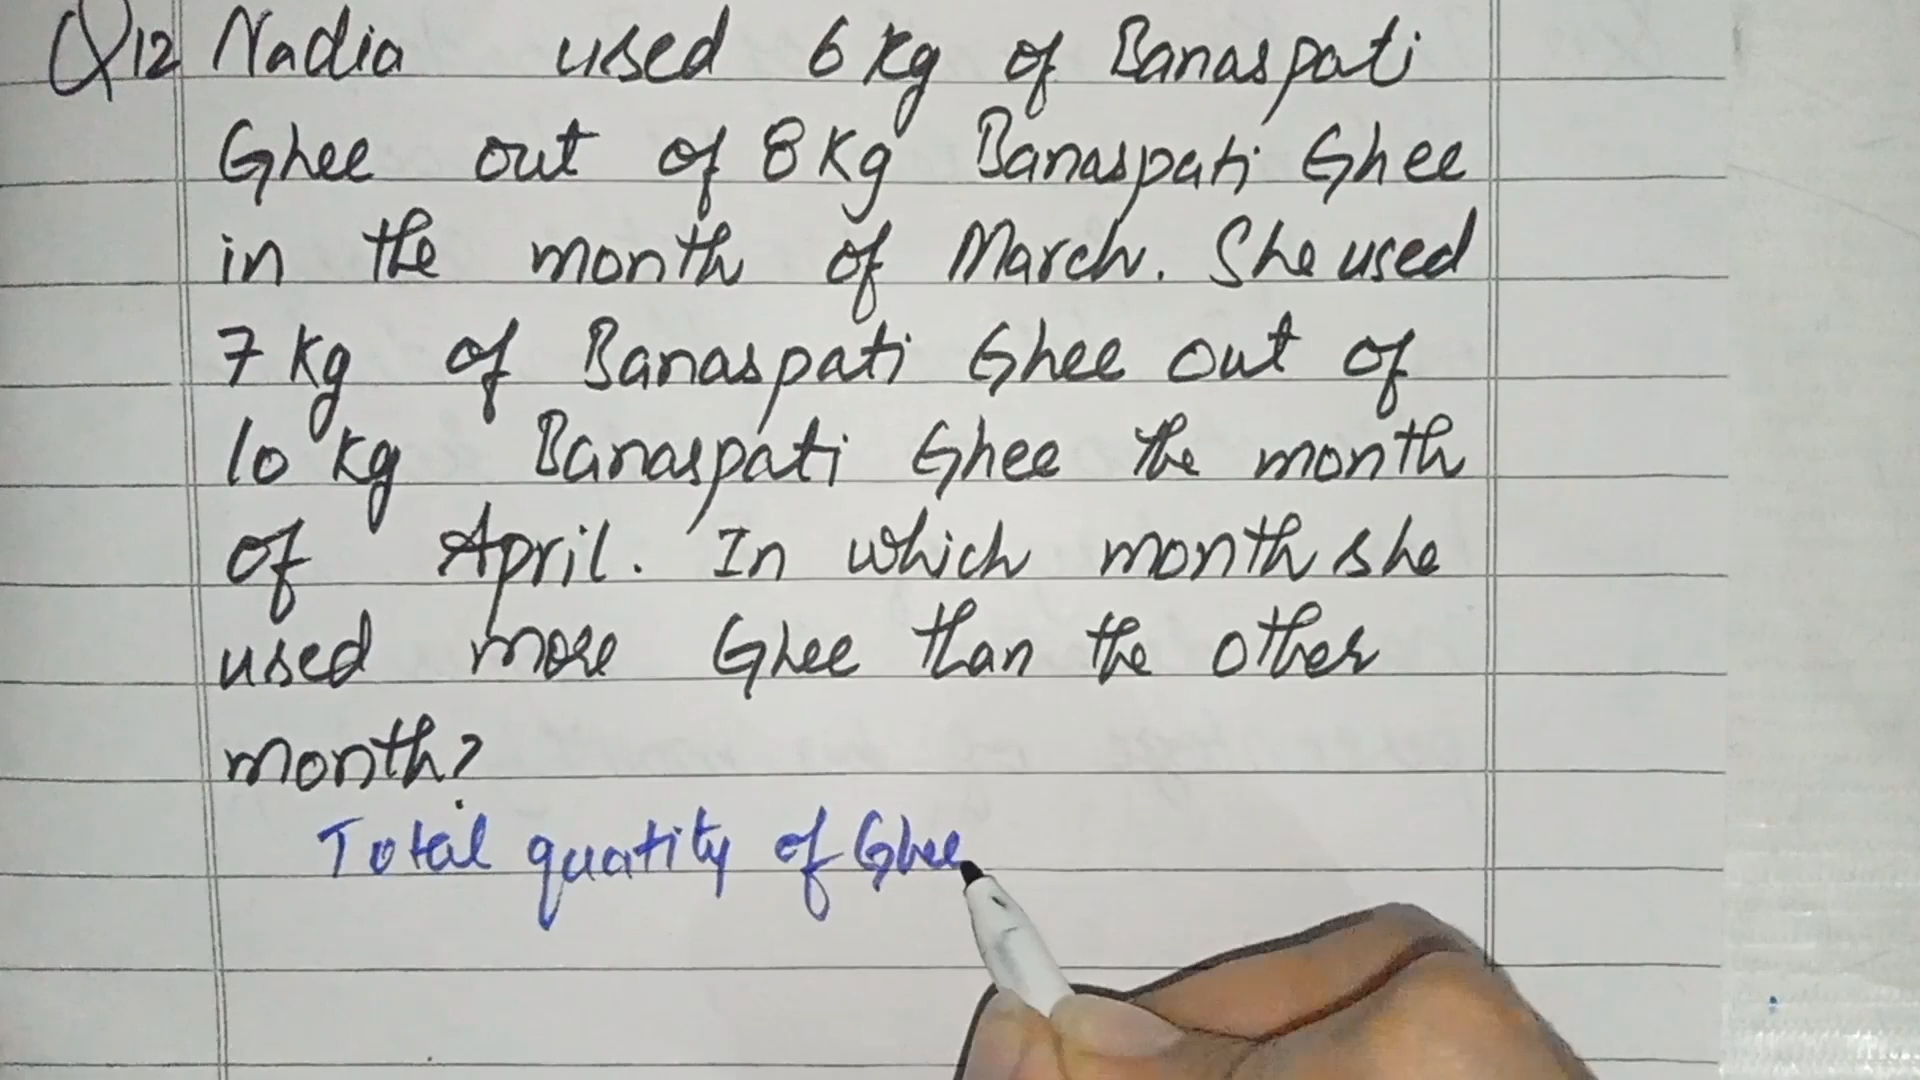 Q12 Nadia used 6 kg of Banaspati
Ghee out of 8 Kg Banaspati Ghee
in the month of March. She used
7 kg of Banaspati Ghee out of
10 kg Banaspati Ghee the month
of April. In which month she
used more Ghee than the other
month?
Total quatity of Ghee